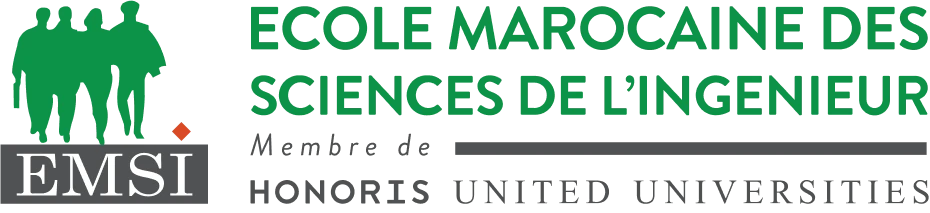 ECOLE MAROCAINE DES
SCIENCES DE L'INGENIEUR
Membre de
HONORIS UNITED UNIVERSITIES
EMSI